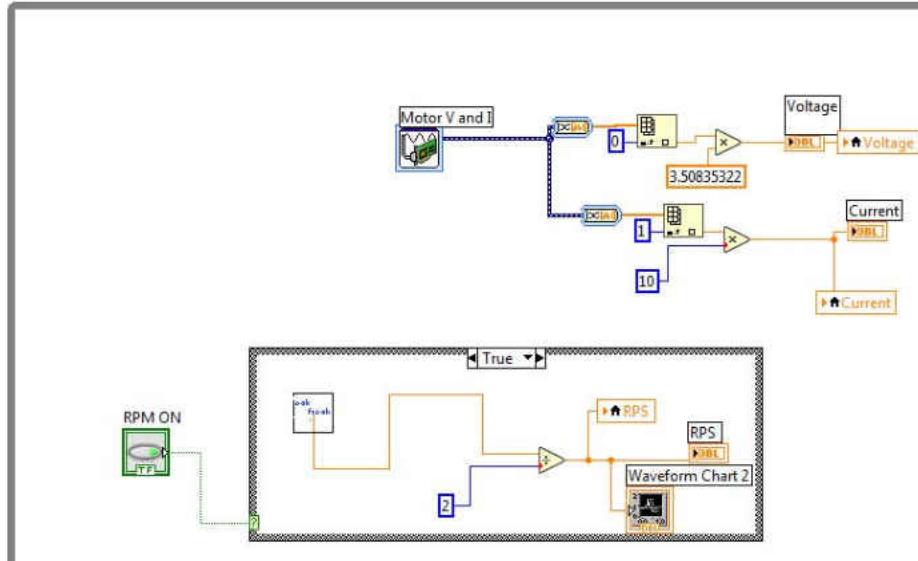 Motor V and I
0
3.50835322
Voltage
DBL
Voltage
1
10
Current
DBL
Current
True
RPM ON
TF
?
2
RPS
RPS
DBL
Waveform Chart 2